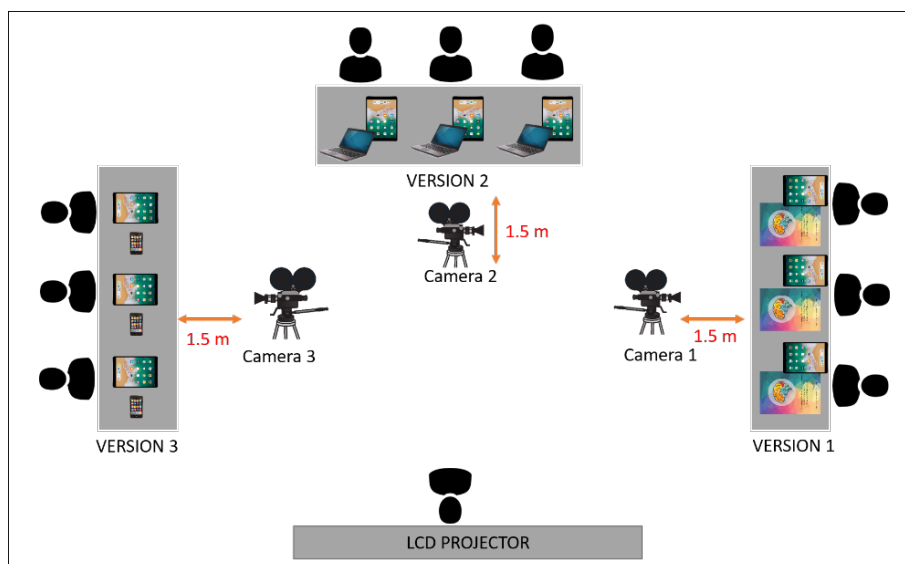 VERSION 2
1.5 m
Camera 2
1.5 m
Camera 3
1.5 m
Camera 1
VERSION 3
VERSION 1
LCD PROJECTOR